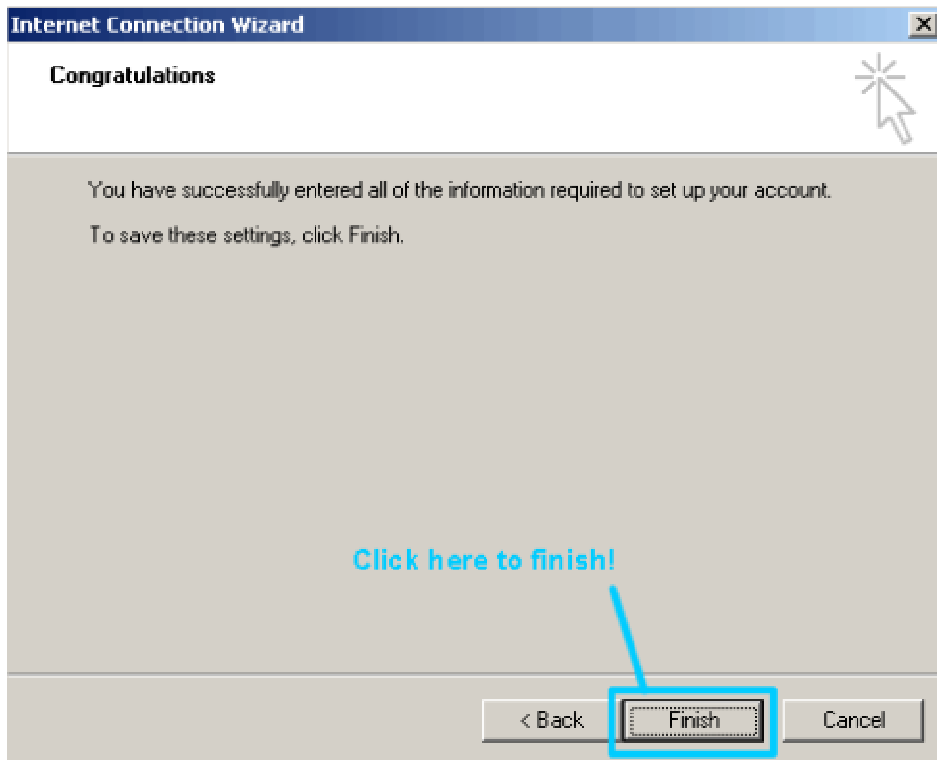 Internet Connection Wizard
Congratulations
You have successfully entered all of the information required to set up your account.
To save these settings, click Finish.
Click here to finish!
< Back Finish Cancel